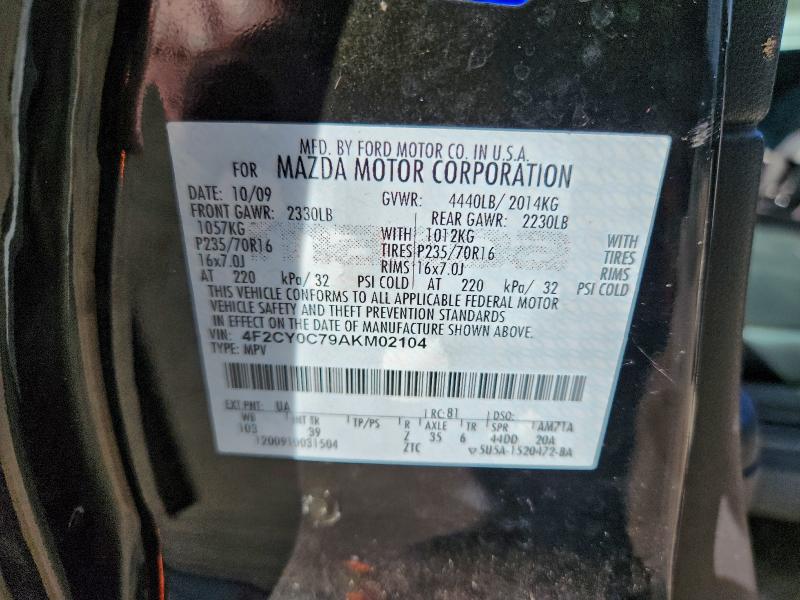 MFD. BY FORD MOTOR CO. IN U.S.A.
FOR MAZDA MOTOR CORPORATION
DATE: 10/09 GVWR: 4440LB/ 2014KG
FRONT GAWR: 2330LB REAR GAWR: 2230LB
1057KG WITH 1012KG WITH
P235/70R16 TIRES P235/70R16 TIRES
16x7.0J RIMS 16x7.0J RIMS
AT 220 kPa/ 32 PSI COLD AT 220 kPa/ 32 PSI COLD
THIS VEHICLE CONFORMS TO ALL APPLICABLE FEDERAL MOTOR
VEHICLE SAFETY AND THEFT PREVENTION STANDARDS
IN EFFECT ON THE DATE OF MANUFACTURE SHOWN ABOVE.
VIN: 4F2CY0C79AKM02104
TYPE: MPV
EXT PNT: UA RC: 81 DSO:
WB INT TR TP/PS R AXLE TR SPR AM7TA
103 39 Z 35 6 44DD 20A
1200910031504 ZTC 5U5A-1520472-BA